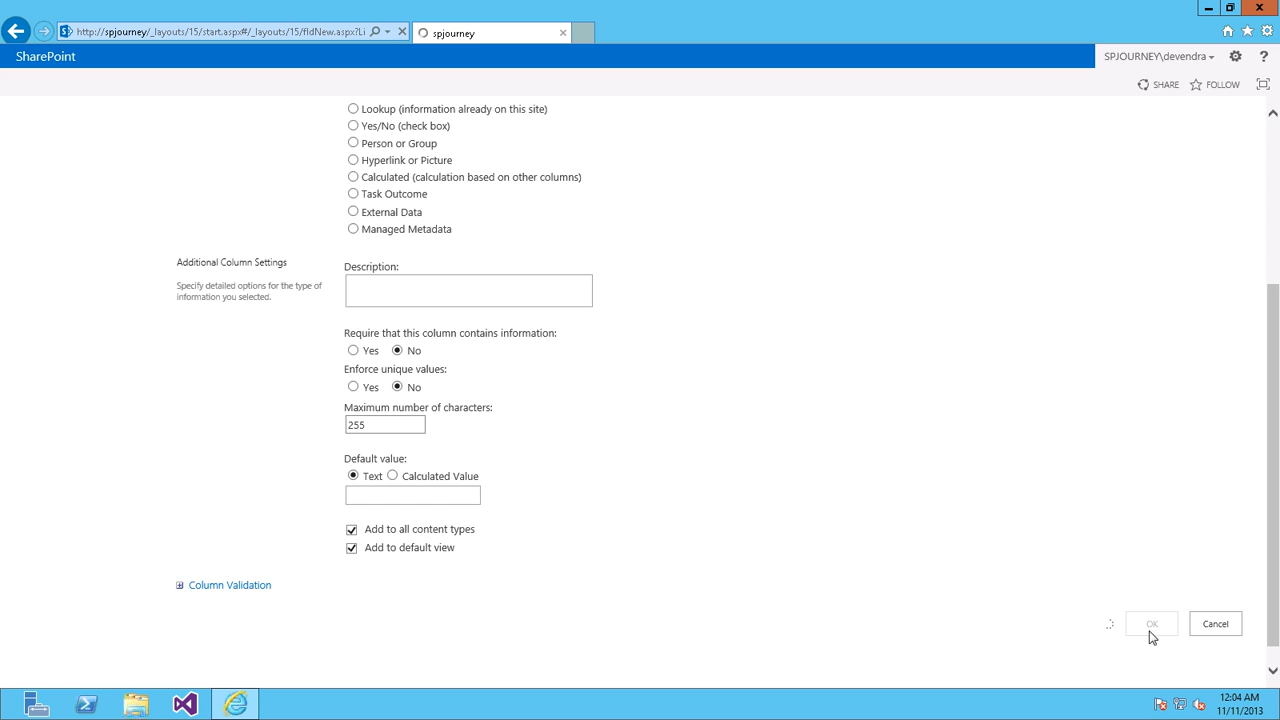 http://spjourney/_layouts/15/start.aspx#/_layouts/15/fldNew.aspx?Li
spjourney
SharePoint
SPJOURNEY\devendra
SHARE
FOLLOW
Lookup (information already on this site)
Yes/No (check box)
Person or Group
Hyperlink or Picture
Calculated (calculation based on other columns)
Task Outcome
External Data
Managed Metadata
Additional Column Settings
Specify detailed options for the type of
information you selected.
Description:
Require that this column contains information:
Yes No
Enforce unique values:
Yes No
Maximum number of characters:
255
Default value:
Text Calculated Value
Add to all content types
Add to default view
Column Validation
OK
Cancel
12:04 AM
11/11/2013